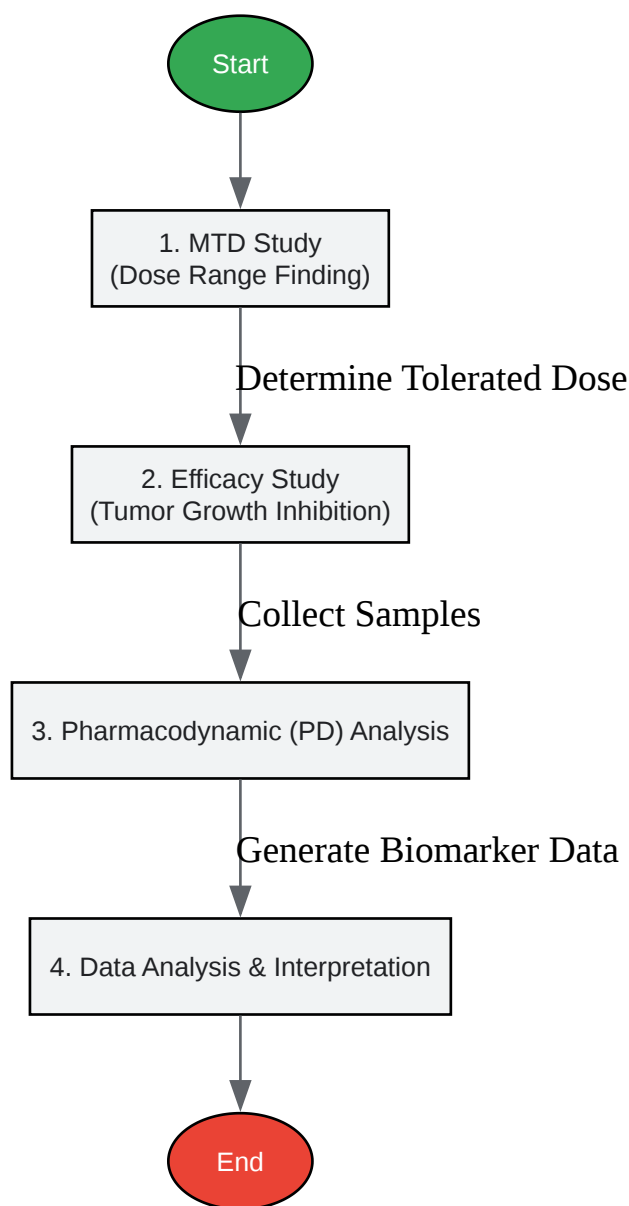 Start
1. MTD Study
(Dose Range Finding)
Determine Tolerated Dose
2. Efficacy Study
(Tumor Growth Inhibition)
Collect Samples
3. Pharmacodynamic (PD) Analysis
Generate Biomarker Data
4. Data Analysis & Interpretation
End